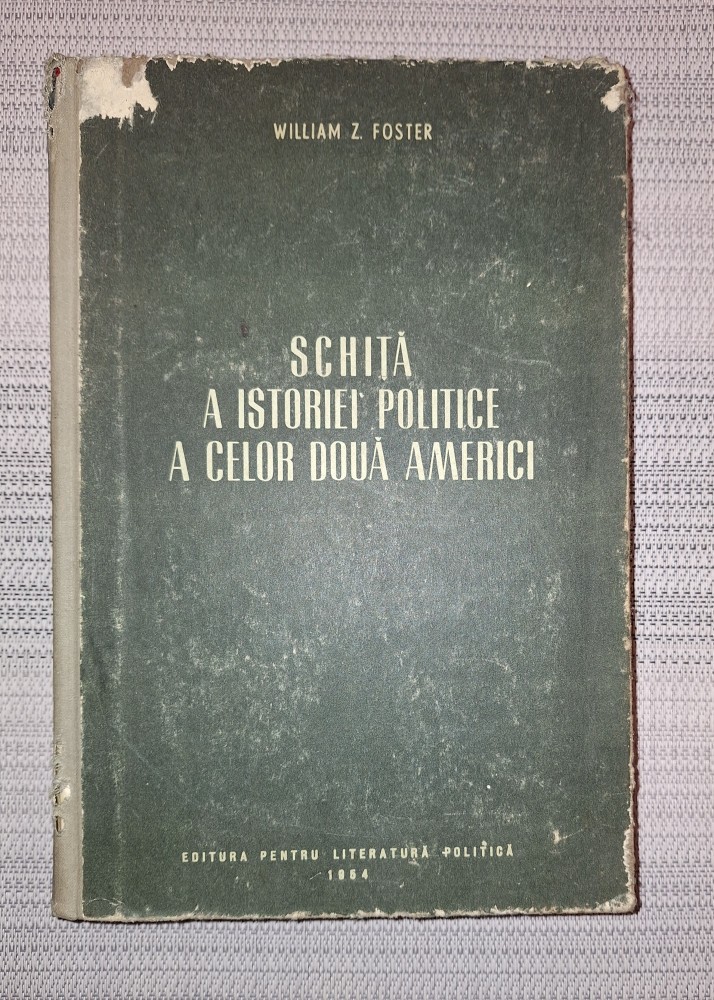 WILLIAM Z. FOSTER
SCHIȚĂ
A ISTORIEI POLITICE
A CELOR DOUĂ AMERICI
EDITURA PENTRU LITERATURĂ POLITICĂ
1954